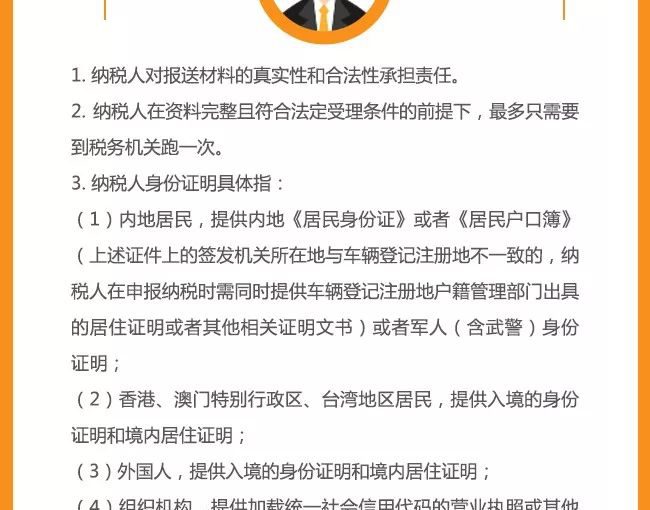 1. 纳税人对报送材料的真实性和合法性承担责任。
2. 纳税人在资料完整且符合法定受理条件的前提下，最多只需要
到税务机关跑一次。
3. 纳税人身份证明具体指：
（1）内地居民，提供内地《居民身份证》或者《居民户口簿》
（上述证件上的签发机关所在地与车辆登记注册地不一致的，纳
税人在申报纳税时需同时提供车辆登记注册地户籍管理部门出具
的居住证明或者其他相关证明文书）或者军人（含武警）身份
证明；
（2）香港、澳门特别行政区、台湾地区居民，提供入境的身份
证明和境内居住证明；
（3）外国人，提供入境的身份证明和境内居住证明；
（4）组织机构，提供加载统一社会信用代码的营业执照或其他